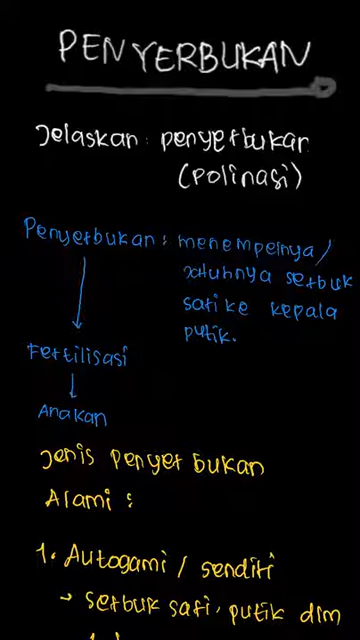 PENYERBUKAN
Jelaskan : penyerbukan
(polinasi)
Penyerbukan : menempelnya /
jatuhnya serbuk
sari ke kepala
putik.
Fertilisasi
Anakan
Jenis penyerbukan
Alami :
1. Autogami / sendiri
→ serbuk sari, putik dlm